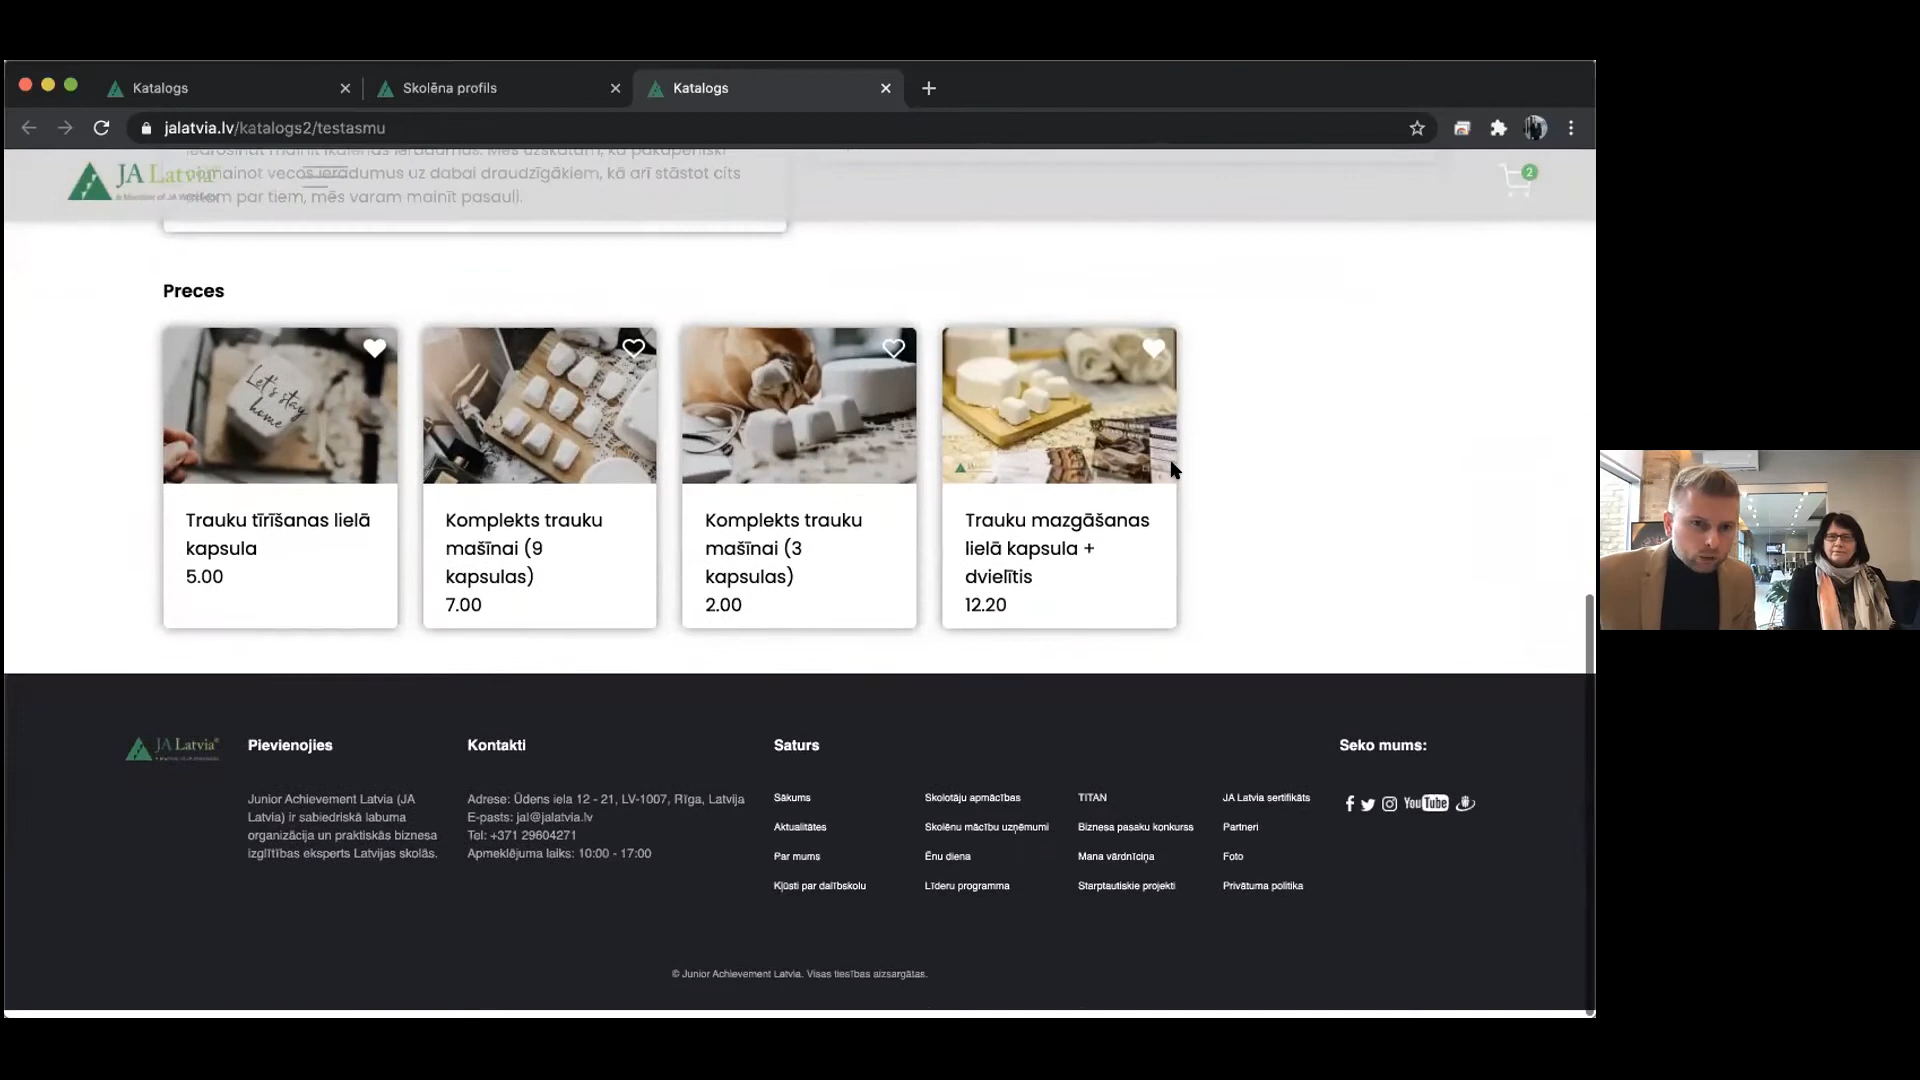 Katalogs
Skolēna profils
Katalogs
jalatvia.lv/katalogs2/testasmu
JA Latvia
2
nomainot vecos ieradumus uz dabai draudzīgākiem, kā arī stāstot cits
citam par tiem, mēs varam mainīt pasauli.
Preces
Let's stay
home
Trauku tīrīšanas lielā
kapsula
5.00
Komplekts trauku
mašīnai (9
kapsulas)
7.00
Komplekts trauku
mašīnai (3
kapsulas)
2.00
Trauku mazgāšanas
lielā kapsula +
dvielītis
12.20
JA Latvia
Pievienojies
Junior Achievement Latvia (JA
Latvia) ir sabiedriskā labuma
organizācija un praktiskās biznesa
izglītības eksperts Latvijas skolās.
Kontakti
Adrese: Ūdens iela 12 - 21, LV-1007, Rīga, Latvija
E-pasts: jal@jalatvia.lv
Tel: +371 29604271
Apmeklējuma laiks: 10:00 - 17:00
Saturs
Sākums
Aktualitātes
Par mums
Kļūsti par dalībskolu
Skolotāju apmācības
Skolēnu mācību uzņēmumi
Ēnu diena
Līderu programma
TITAN
Biznesa pasaku konkurss
Mana vārdnīciņa
Starptautiskie projekti
JA Latvia sertifikāts
Partneri
Foto
Privātuma politika
Seko mums:
YouTube
© Junior Achievement Latvia. Visas tiesības aizsargātas.